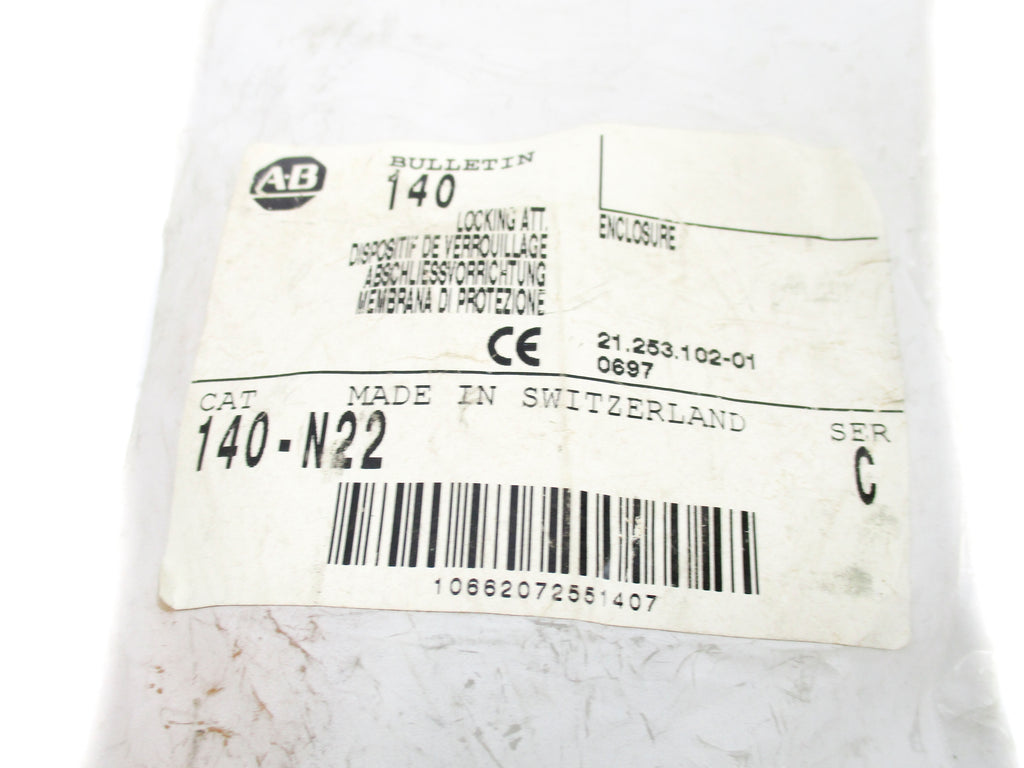 A-B
BULLETIN
140
LOCKING ATT.
DISPOSITIF DE VERROUILLAGE
ABSCHLIESSVORRICHTUNG
MEMBRANA DI PROTEZIONE
ENCLOSURE
CE
21.253.102-01
0697
CAT MADE IN SWITZERLAND SER
140-N22 C
10662072551407